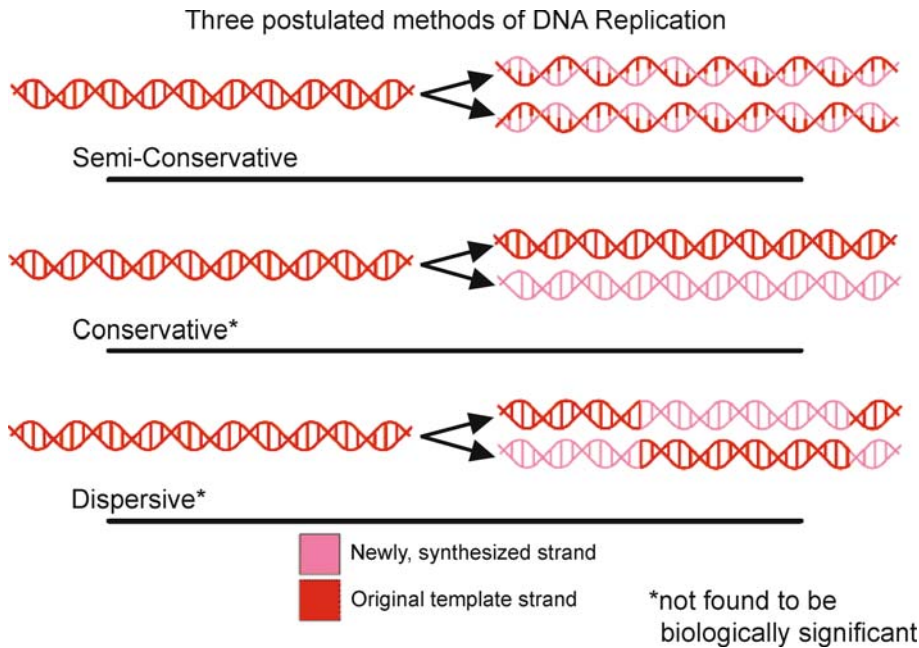 Three postulated methods of DNA Replication
Semi-Conservative
Conservative*
Dispersive*
Newly, synthesized strand
Original template strand
*not found to be
biologically significant